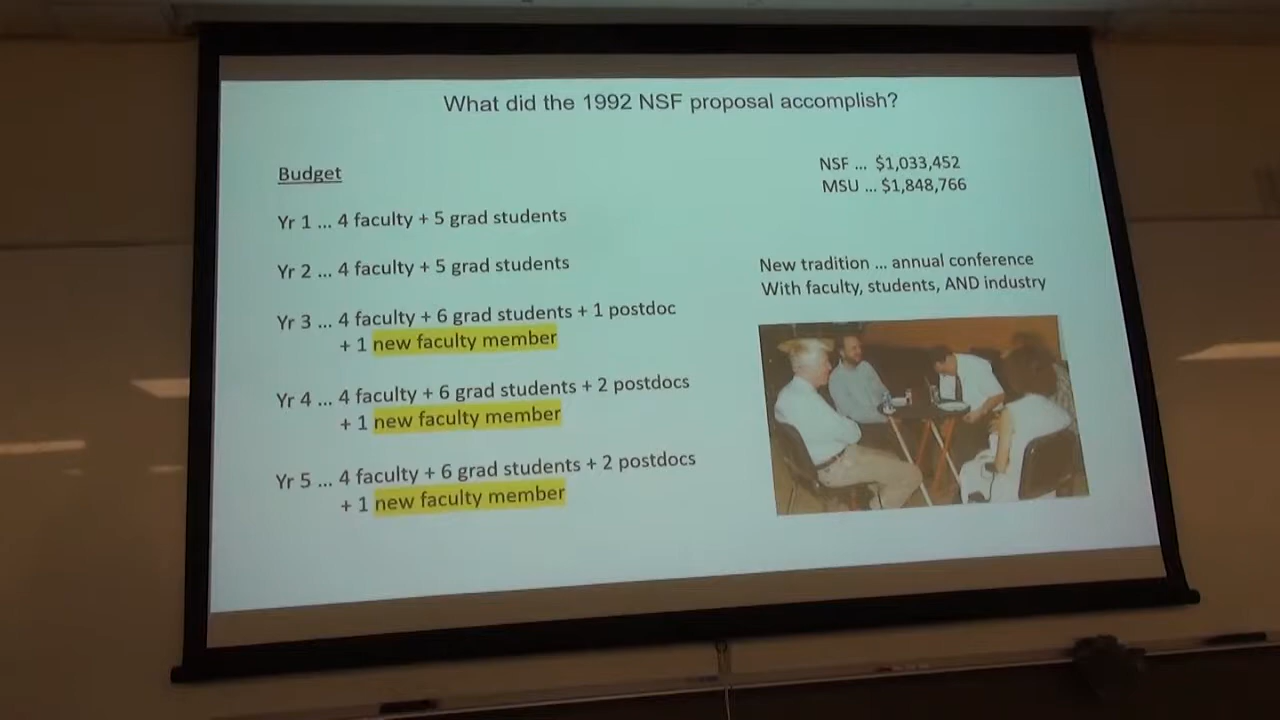 What did the 1992 NSF proposal accomplish?
Budget
Yr 1 ... 4 faculty + 5 grad students
Yr 2 ... 4 faculty + 5 grad students
Yr 3 ... 4 faculty + 6 grad students + 1 postdoc
+ 1 new faculty member
Yr 4 ... 4 faculty + 6 grad students + 2 postdocs
+ 1 new faculty member
Yr 5 ... 4 faculty + 6 grad students + 2 postdocs
+ 1 new faculty member
NSF ... $1,033,452
MSU ... $1,848,766
New tradition ... annual conference
With faculty, students, AND industry